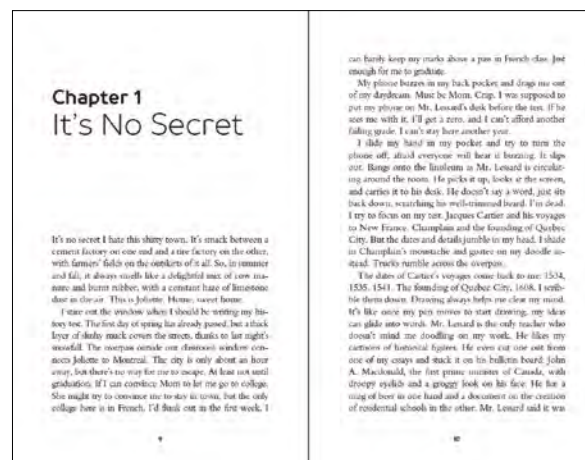 Chapter 1
It's No Secret
It's no secret I hate this shitty town. It's smack between a
cement factory on one end and a tire factory on the other,
with farmers' fields on the outskirts of it all. So, in summer
and fall, it always smells like a delightful mix of cow ma-
nure and burnt rubber, with a constant haze of limestone
dust in the air. This is Joliette. Home, sweet home.
I stare out the window when I should be writing my his-
tory test. The first day of spring has already passed, but a thick
layer of slushy muck covers the streets, thanks to last night's
snowfall. The overpass outside our classroom window con-
nects Joliette to Montreal. The city is only about an hour
away, but there's no way for me to escape. At least not until
graduation. If I can convince Mom to let me go to college.
She might try to convince me to stay in town, but the only
college here is in French. I'd flunk out in the first week. I
9
can barely keep my marks above a pass in French class. Just
enough for me to graduate.
My phone buzzes in my back pocket and drags me out
of my daydream. Must be Mom. Crap. I was supposed to
put my phone on Mr. Lessard's desk before the test. If he
sees me with it, I'll get a zero, and I can't afford another
failing grade. I can't stay here another year.
I slide my hand in my pocket and try to turn the
phone off, afraid everyone will hear it buzzing. It slips
out. Bangs onto the linoleum as Mr. Lessard is circulat-
ing around the room. He picks it up, looks at the screen,
and carries it to his desk. He doesn't say a word, just sits
back down, scratching his well-trimmed beard. I'm dead.
I try to focus on my test. Jacques Cartier and his voyages
to New France. Champlain and the founding of Quebec
City. But the dates and details jumble in my head. I shade
in Champlain's moustache and goatee on my doodle in-
stead. Trucks rumble across the overpass.
The dates of Cartier's voyages come back to me: 1534,
1535, 1541. The founding of Quebec City, 1608. I scrib-
ble them down. Drawing always helps me clear my mind.
It's like once my pen moves to start drawing, my ideas
can glide into words. Mr. Lessard is the only teacher who
doesn't mind me doodling on my work. He likes my
cartoons of historical figures. He even cut one out from
one of my essays and stuck it on his bulletin board: John
A. Macdonald, the first prime minister of Canada, with
droopy eyelids and a groggy look on his face. He has a
mug of beer in one hand and a document on the creation
of residential schools in the other. Mr. Lessard said it was
10